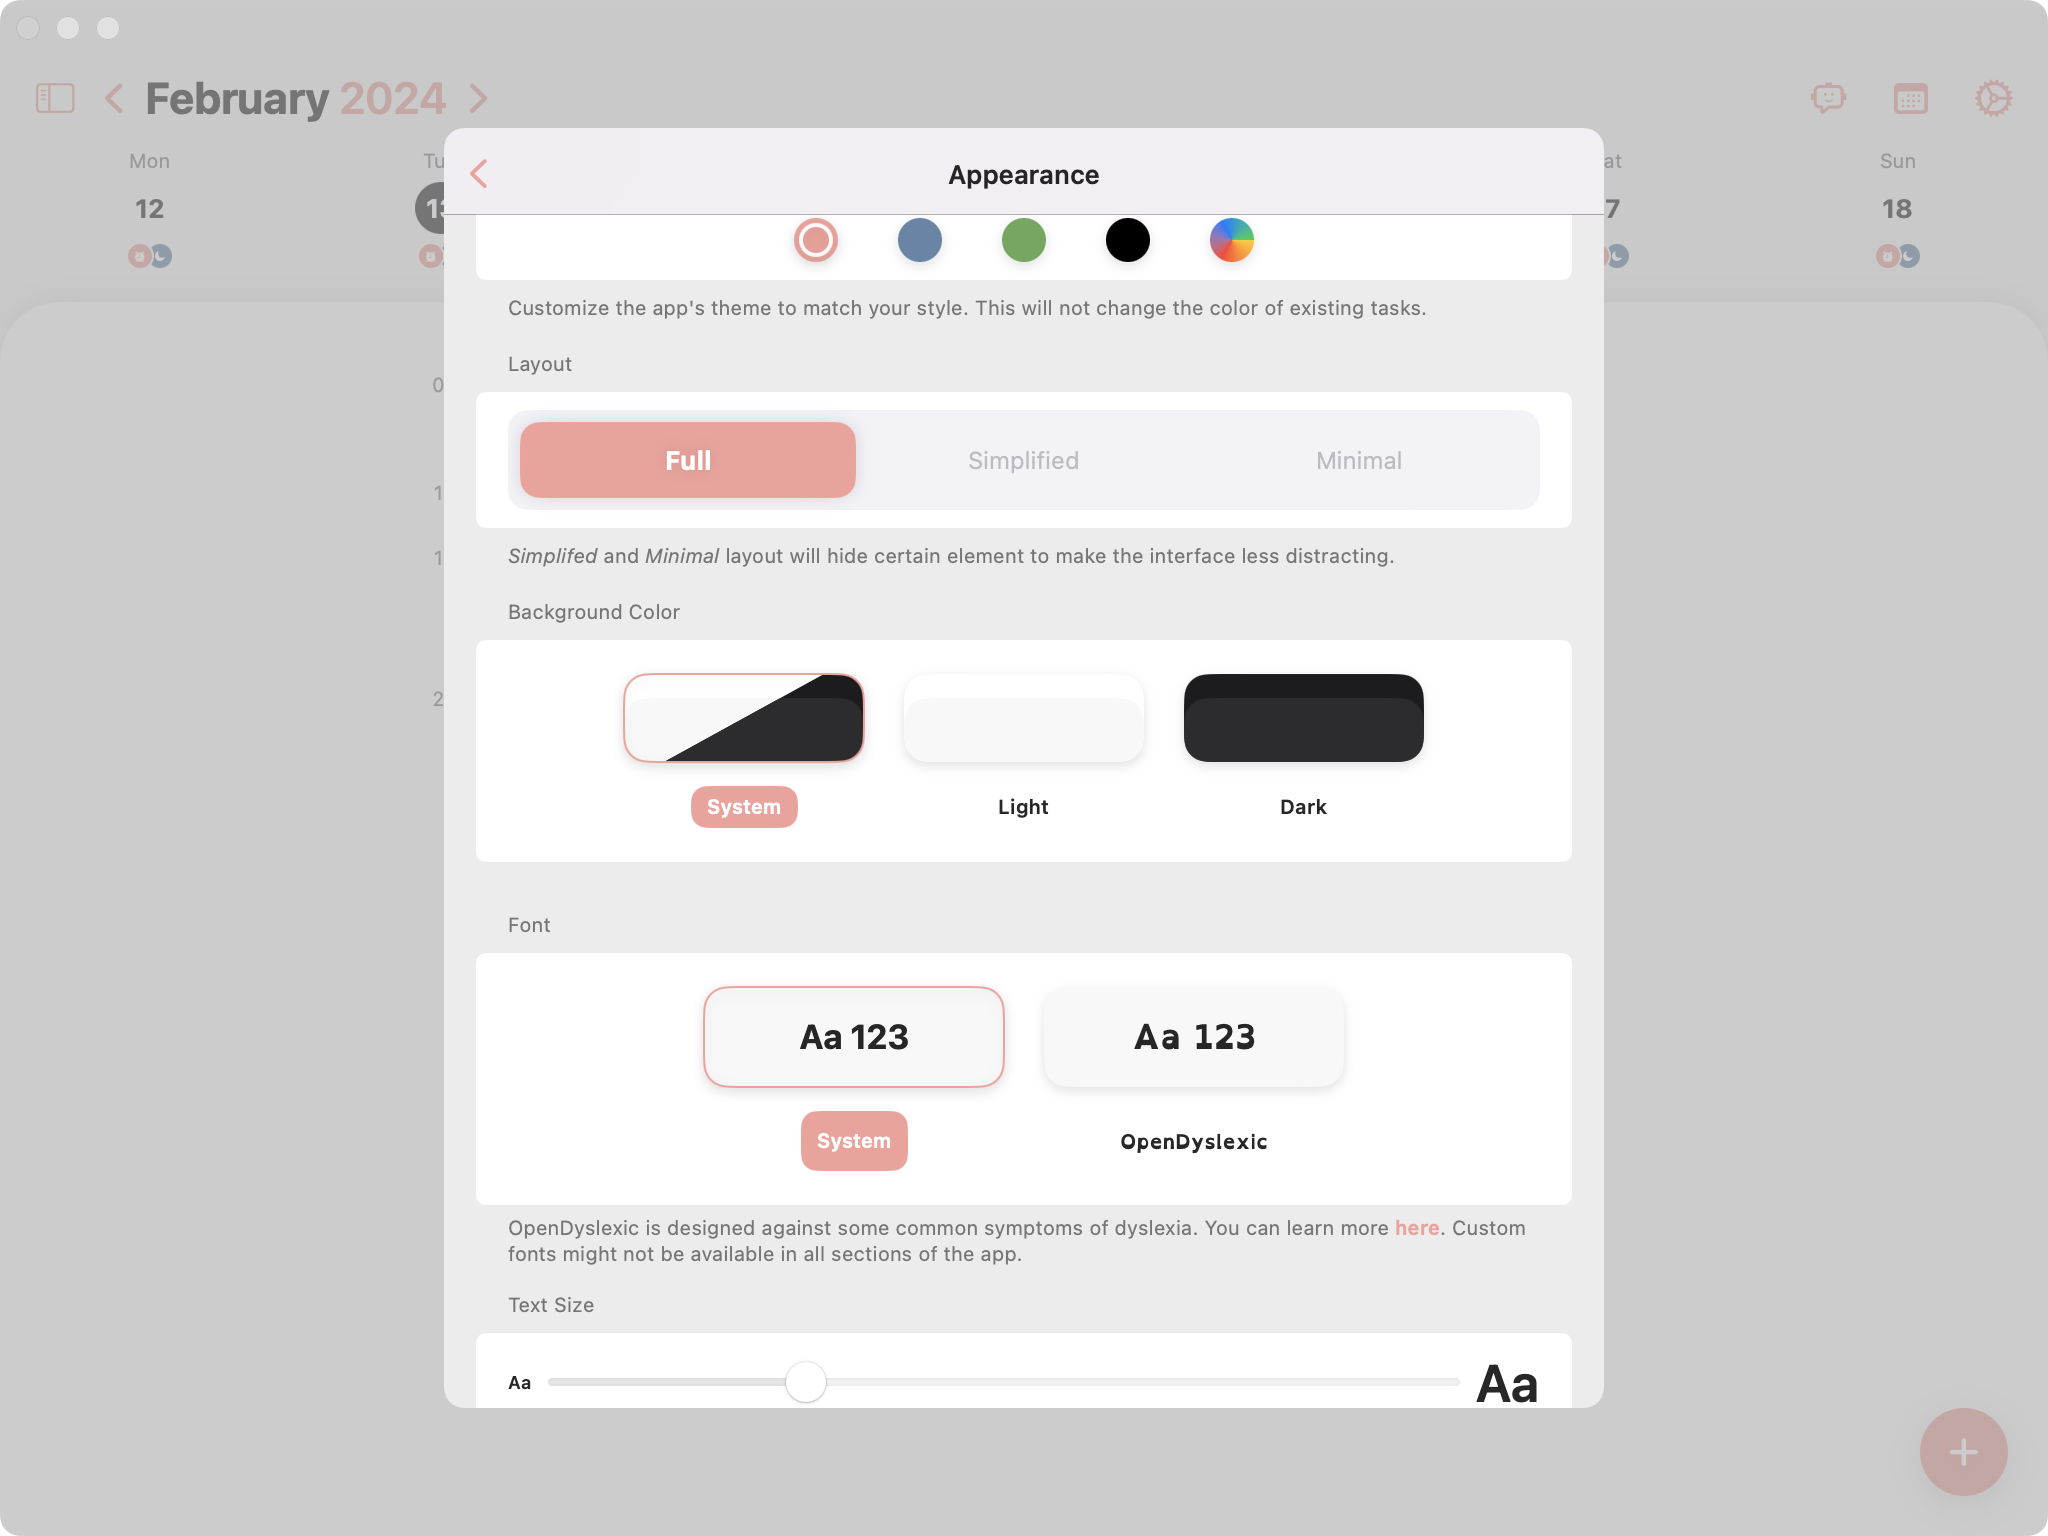 February 2024
Mon
Tu
at
Sun
12
13
7
18
Appearance
Customize the app's theme to match your style. This will not change the color of existing tasks.
Layout
0
Full
Simplified
Minimal
1
Simplifed and Minimal layout will hide certain element to make the interface less distracting.
1
Background Color
2
System
Light
Dark
Font
Aa 123
Aa 123
System
OpenDyslexic
OpenDyslexic is designed against some common symptoms of dyslexia. You can learn more here. Custom
fonts might not be available in all sections of the app.
Text Size
Aa
Aa